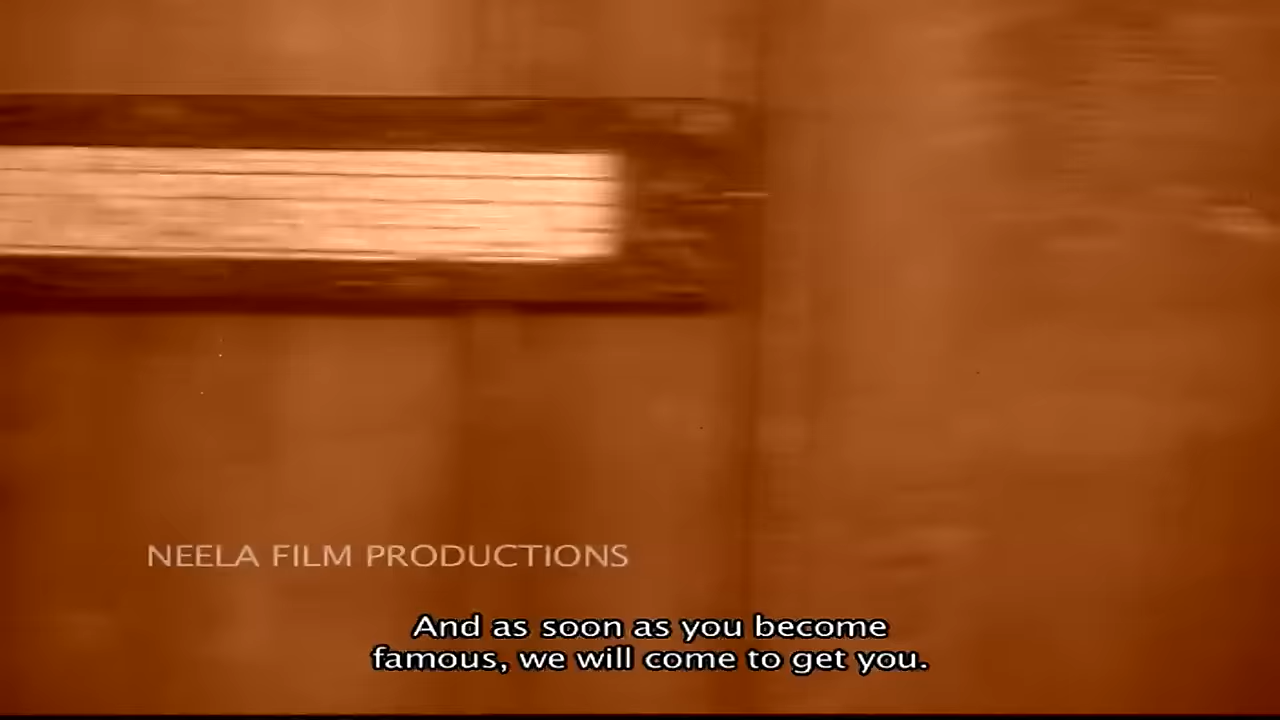 NEELA FILM PRODUCTIONS
And as soon as you become
famous, we will come to get you.